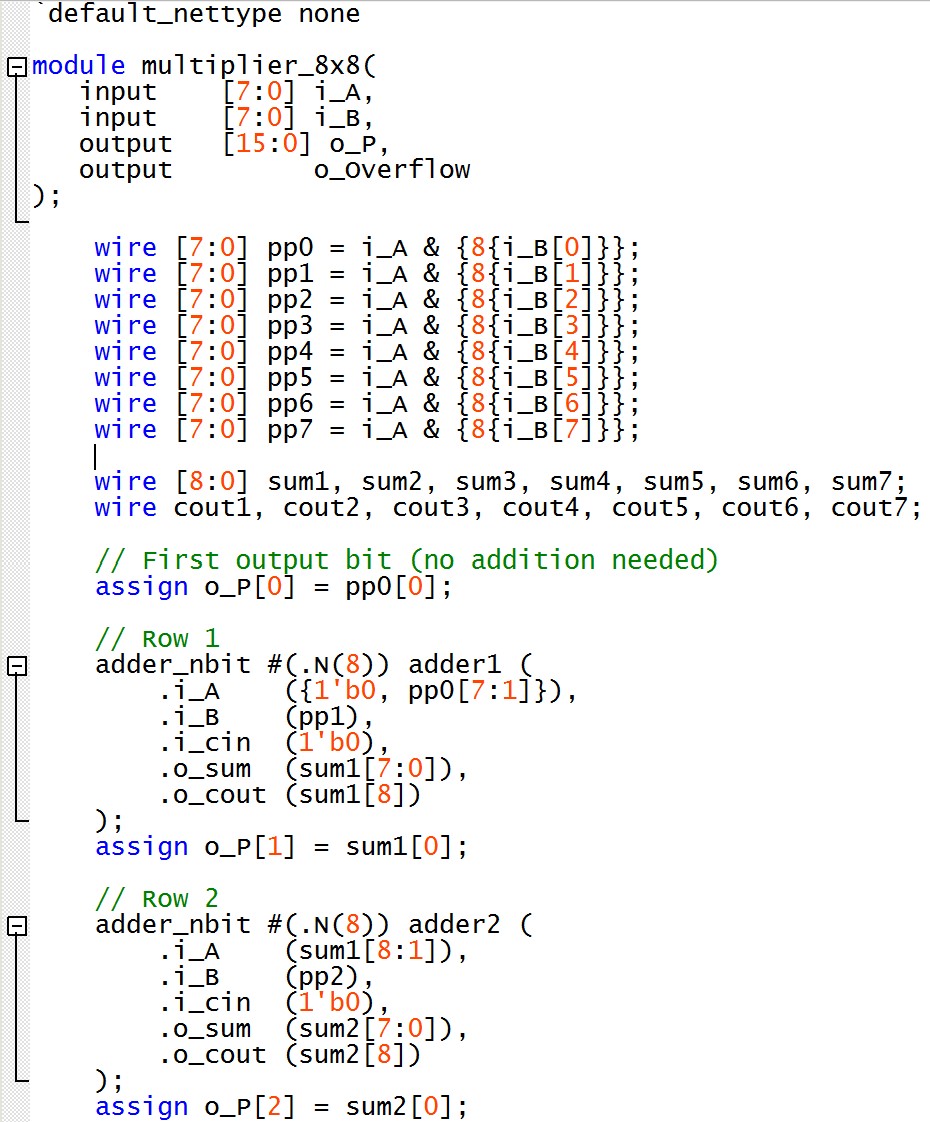 `default_nettype none
module multiplier_8x8(
input [7:0] i_A,
input [7:0] i_B,
output [15:0] o_P,
output o_Overflow
);
wire [7:0] pp0 = i_A & {8{i_B[0]}};
wire [7:0] pp1 = i_A & {8{i_B[1]}};
wire [7:0] pp2 = i_A & {8{i_B[2]}};
wire [7:0] pp3 = i_A & {8{i_B[3]}};
wire [7:0] pp4 = i_A & {8{i_B[4]}};
wire [7:0] pp5 = i_A & {8{i_B[5]}};
wire [7:0] pp6 = i_A & {8{i_B[6]}};
wire [7:0] pp7 = i_A & {8{i_B[7]}};
wire [8:0] sum1, sum2, sum3, sum4, sum5, sum6, sum7;
wire cout1, cout2, cout3, cout4, cout5, cout6, cout7;
// First output bit (no addition needed)
assign o_P[0] = pp0[0];
// Row 1
adder_nbit #(.N(8)) adder1 (
.i_A ({1'b0, pp0[7:1]}),
.i_B (pp1),
.i_cin (1'b0),
.o_sum (sum1[7:0]),
.o_cout (sum1[8])
);
assign o_P[1] = sum1[0];
// Row 2
adder_nbit #(.N(8)) adder2 (
.i_A (sum1[8:1]),
.i_B (pp2),
.i_cin (1'b0),
.o_sum (sum2[7:0]),
.o_cout (sum2[8])
);
assign o_P[2] = sum2[0];